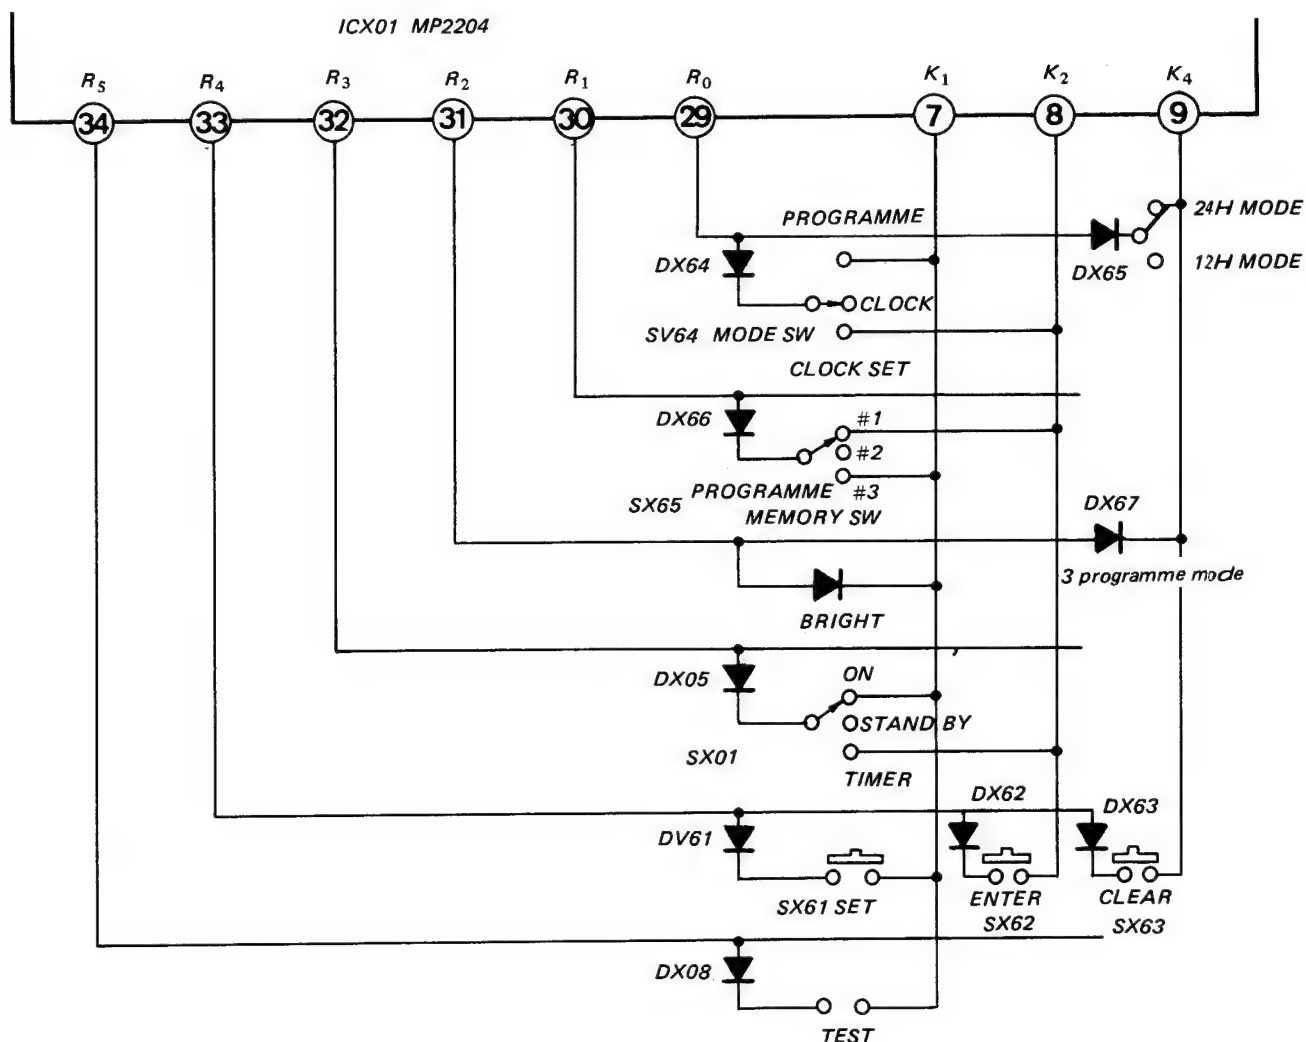 ICX01 MP2204
R5 R4 R3 R2 R1 R0 K1 K2 K4
34 33 32 31 30 29 7 8 9
PROGRAMME
24H MODE
DX64
DX65
12H MODE
CLOCK
SV64 MODE SW
CLOCK SET
DX66
#1
#2
#3
SX65 PROGRAMME
MEMORY SW
DX67
3 programme mode
BRIGHT
DX05
ON
STAND BY
SX01
TIMER
DX62
DX63
DV61
SX61 SET
ENTER
SX62
CLEAR
SX63
DX08
TEST